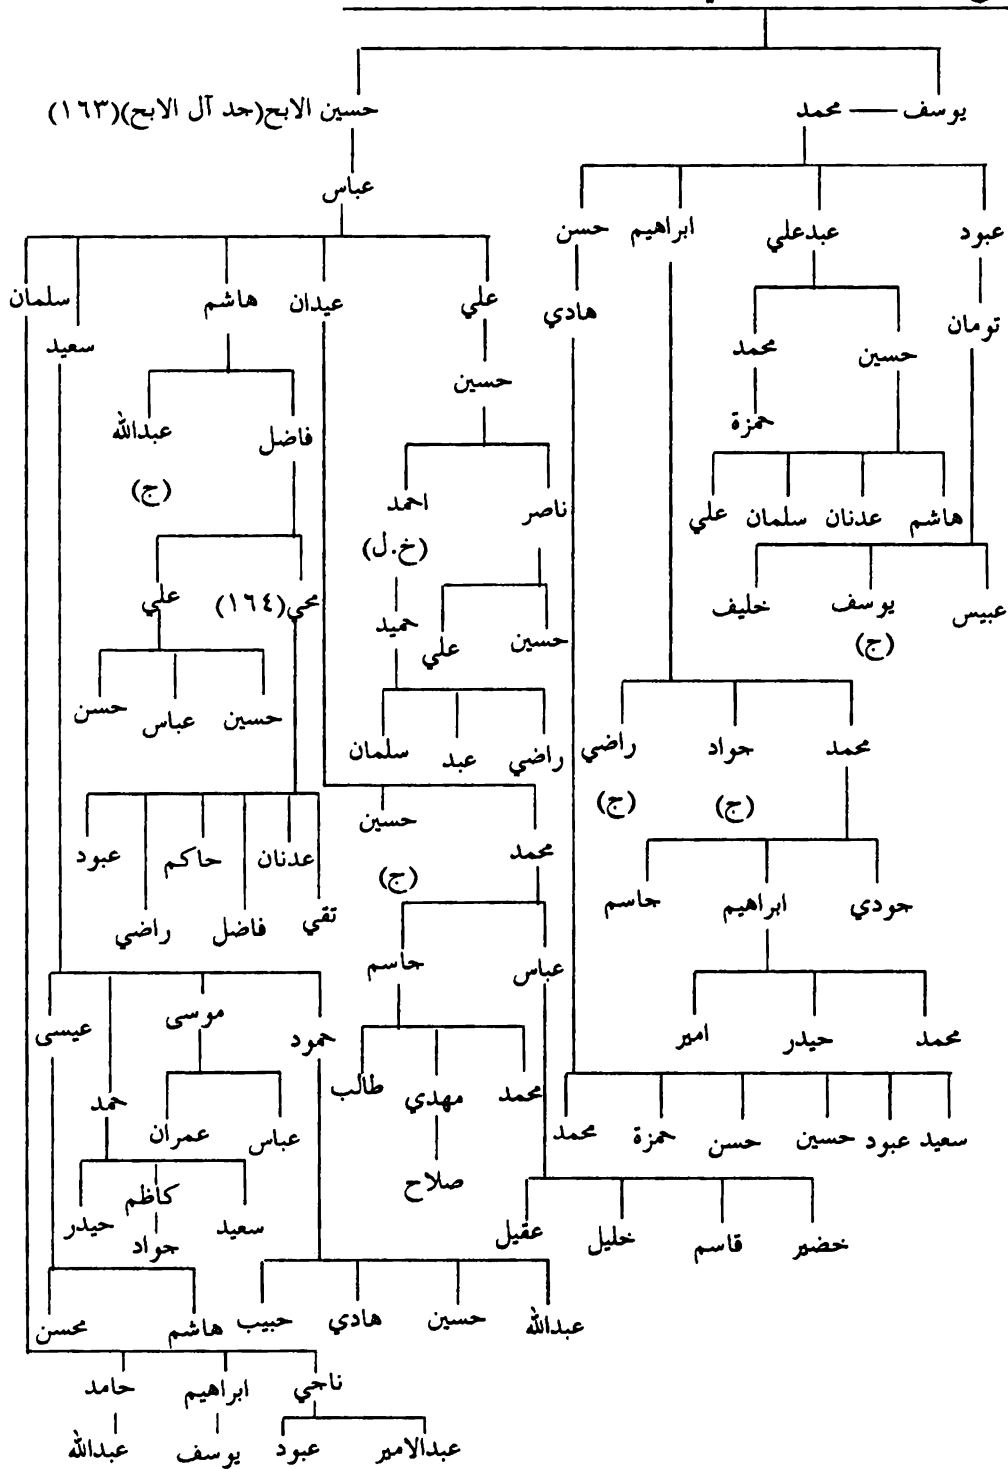 يوسف — محمد
حسين الابح(جد آل الابح)(١٦٣)
عباس
عبود
عبدعلي
ابراهيم
حسن
علي
عيدان
هاشم
سعيد
سلمان
تومان
حسين
محمد
هادي
حسين
فاضل
عبدالله
(ج)
حمزة
هاشم
عدنان
سلمان
علي
ناصر
احمد
(خ.ل)
عبيس
يوسف
(ج)
خليف
محي(١٦٤)
علي
حسين
علي
حميد
حسين
عباس
حسن
محمد
جواد
(ج)
راضي
(ج)
راضي
عبد
سلمان
محمد
حسين
(ج)
تقي
عدنان
فاضل
حاكم
راضي
عبود
جودي
ابراهيم
جاسم
عباس
جاسم
حمود
موسى
حمد
عيسى
محمد
حيدر
امير
محمد
مهدي
طالب
صلاح
سعيد
عبود
حسين
حسن
حمزة
محمد
عباس
عمران
سعيد
كاظم
حيدر
جواد
خضير
قاسم
خليل
عقيل
عبدالله
حسين
هادي
حبيب
هاشم
محسن
ناجي
ابراهيم
حامد
عبدالامير
عبود
يوسف
عبدالله